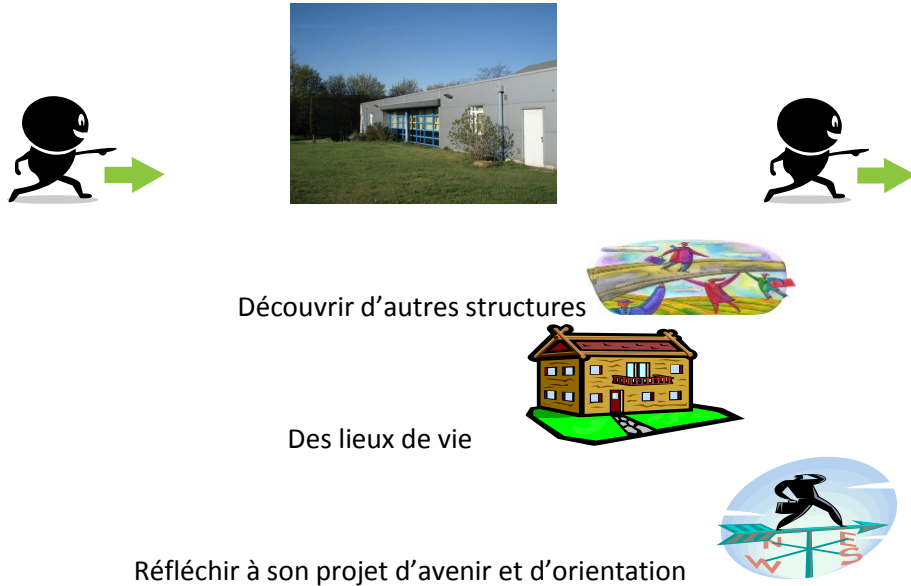 Découvrir d'autres structures
Des lieux de vie
N
E
W
S
Réfléchir à son projet d'avenir et d'orientation